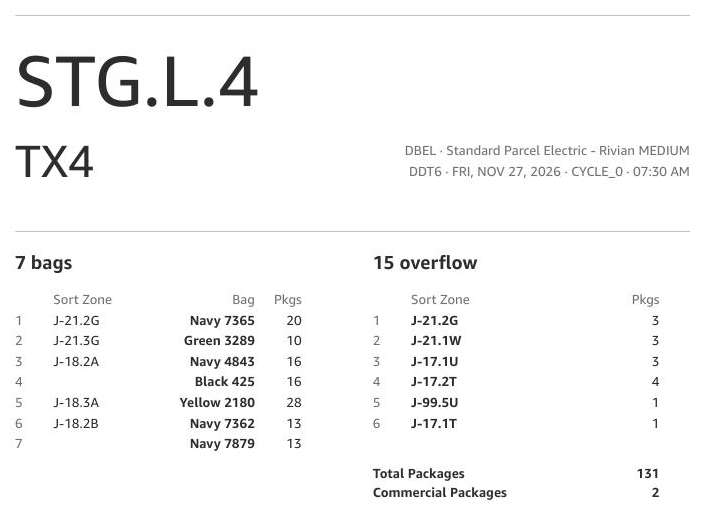 STG.L.4
TX4
DBEL · Standard Parcel Electric - Rivian MEDIUM
DDT6 · FRI, NOV 27, 2026 · CYCLE_0 · 07:30 AM
7 bags
Sort Zone Bag Pkgs
1 J-21.2G Navy 7365 20
2 J-21.3G Green 3289 10
3 J-18.2A Navy 4843 16
4 Black 425 16
5 J-18.3A Yellow 2180 28
6 J-18.2B Navy 7362 13
7 Navy 7879 13
15 overflow
Sort Zone Pkgs
1 J-21.2G 3
2 J-21.1W 3
3 J-17.1U 3
4 J-17.2T 4
5 J-99.5U 1
6 J-17.1T 1
Total Packages 131
Commercial Packages 2